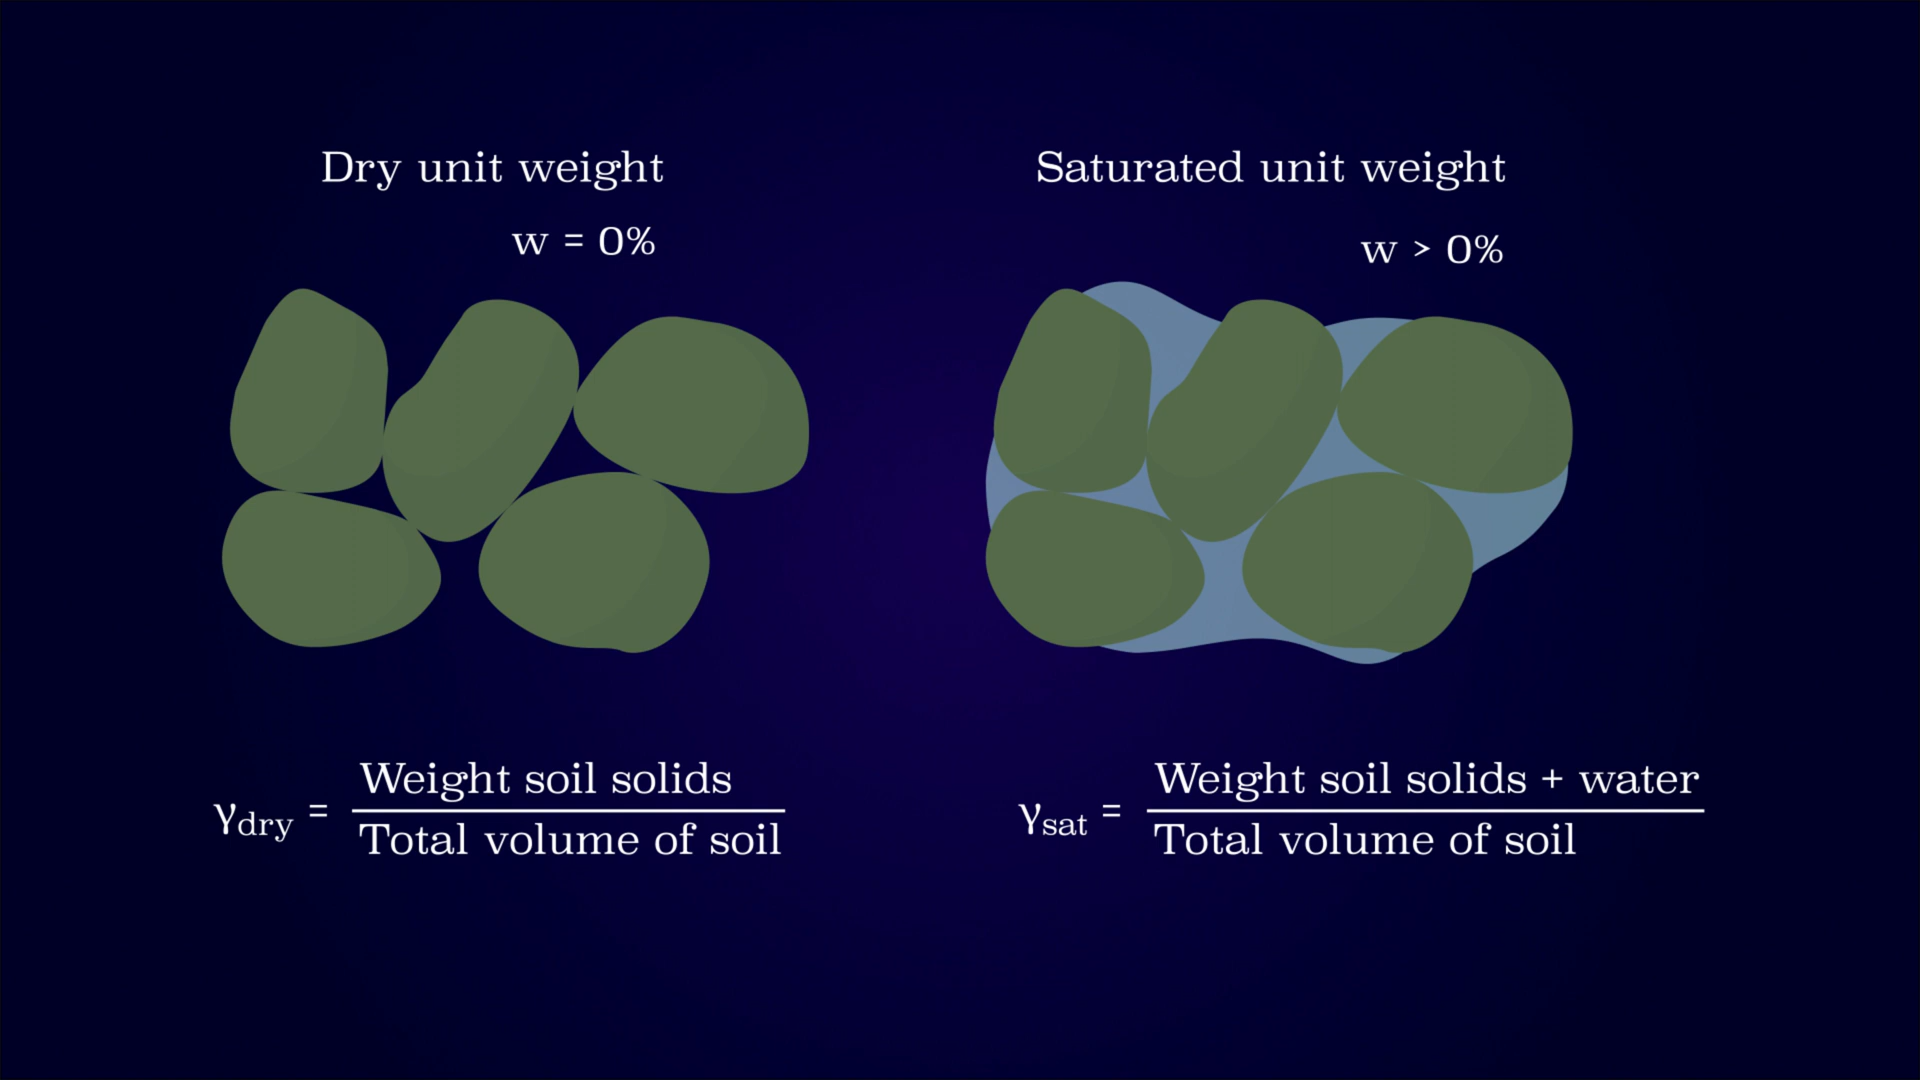 Dry unit weight
w = 0%
γdry = Weight soil solids
Total volume of soil
Saturated unit weight
w > 0%
γsat = Weight soil solids + water
Total volume of soil